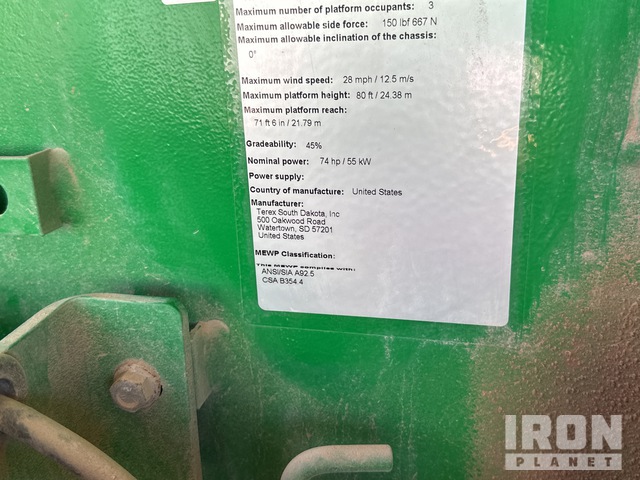 Maximum number of platform occupants: 3
Maximum allowable side force: 150 lbf 667 N
Maximum allowable inclination of the chassis:
0°
Maximum wind speed: 28 mph / 12.5 m/s
Maximum platform height: 80 ft / 24.38 m
Maximum platform reach:
71 ft 6 in / 21.79 m
Gradeability: 45%
Nominal power: 74 hp / 55 kW
Power supply:
Country of manufacture: United States
Manufacturer:
Terex South Dakota, Inc
500 Oakwood Road
Watertown, SD 57201
United States
MEWP Classification:
This MEWP complies with:
ANSI/SIA A92.5
CSA B354.4
IRON
PLANET